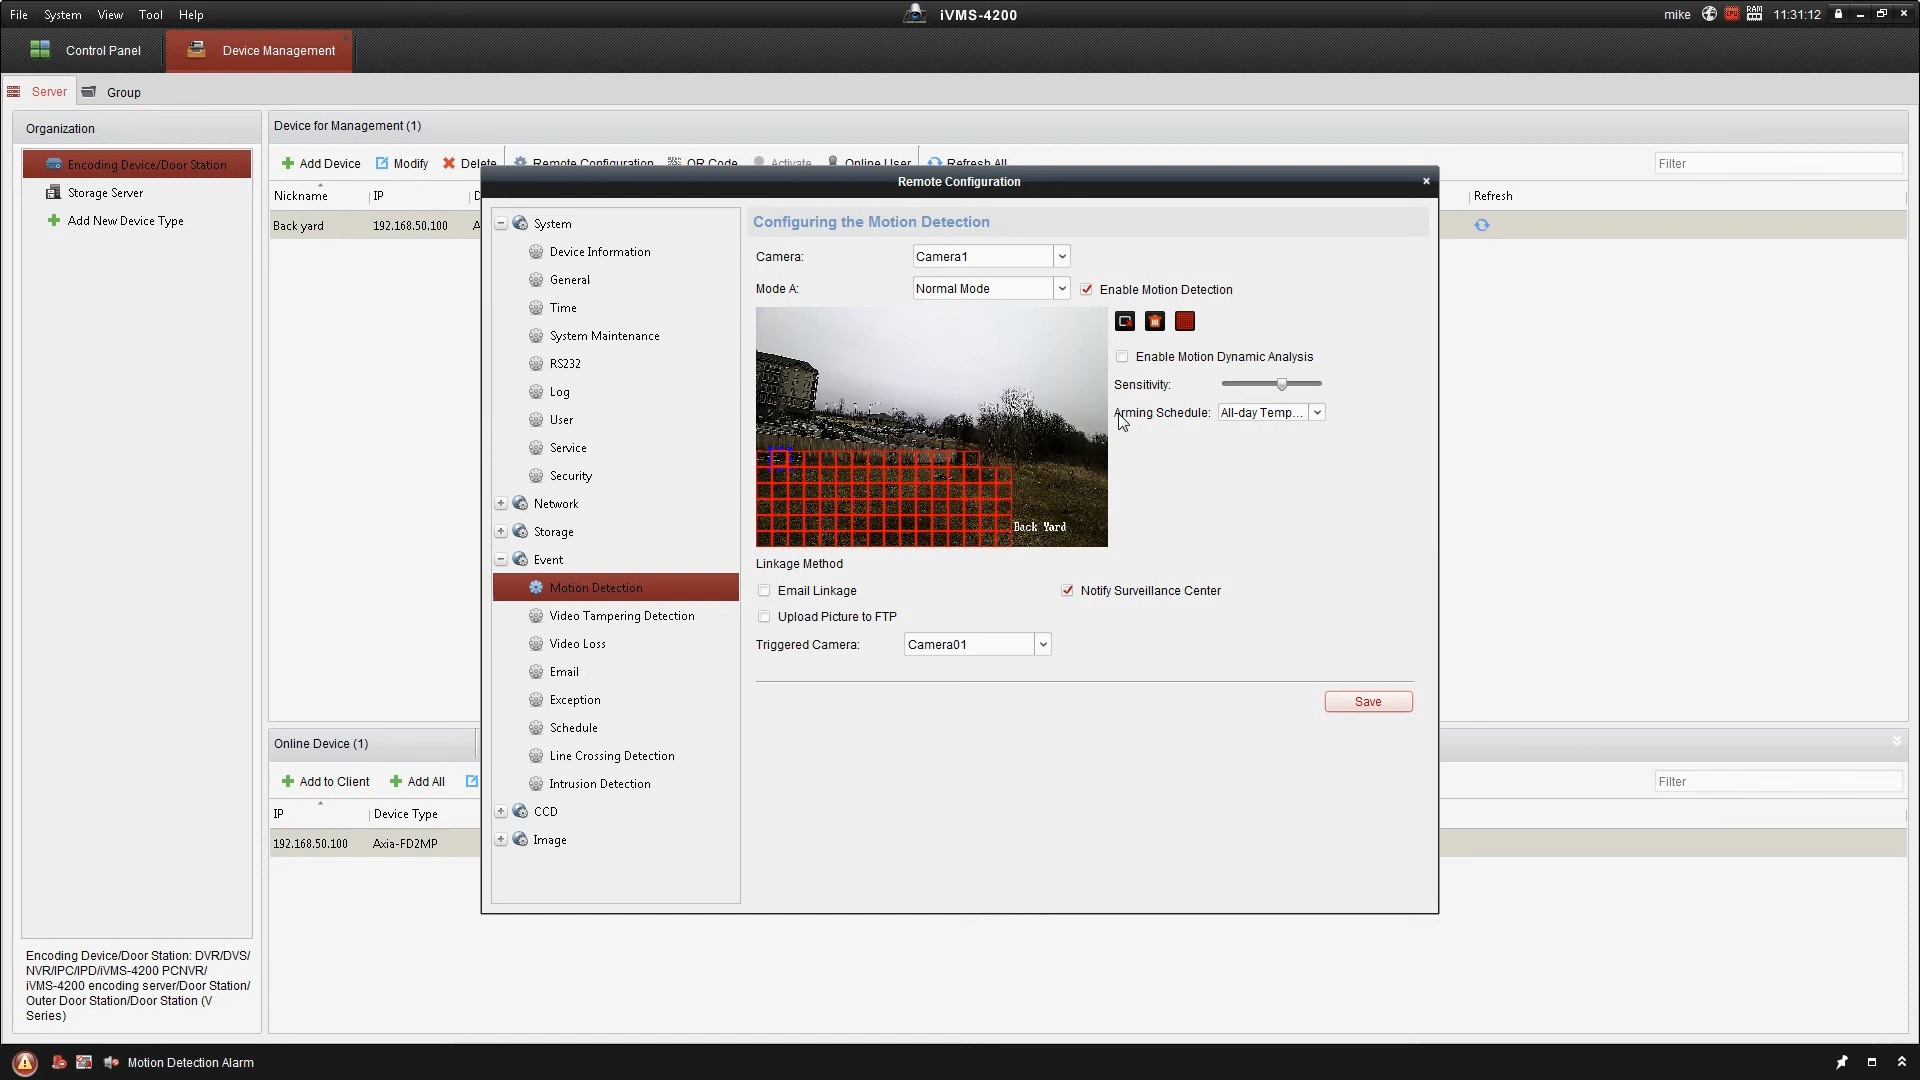 File System View Tool Help
iVMS-4200
mike CPU RAM 11:31:12
Control Panel
Device Management
Server
Group
Organization
Encoding Device/Door Station
Storage Server
Add New Device Type
Encoding Device/Door Station: DVR/DVS/
NVR/IPC/IPD/iVMS-4200 PCNVR/
iVMS-4200 encoding server/Door Station/
Outer Door Station/Door Station (V
Series)
Device for Management (1)
Add Device Modify Delete Remote Configuration QR Code Activate Online User Refresh All
Filter
Nickname IP D Refresh
Back yard 192.168.50.100 A
Remote Configuration
System
Device Information
General
Time
System Maintenance
RS232
Log
User
Service
Security
Network
Storage
Event
Motion Detection
Video Tampering Detection
Video Loss
Email
Exception
Schedule
Line Crossing Detection
Intrusion Detection
CCD
Image
Configuring the Motion Detection
Camera: Camera1
Mode A: Normal Mode Enable Motion Detection
Enable Motion Dynamic Analysis
Sensitivity:
Arming Schedule: All-day Temp...
Back Yard
Linkage Method
Email Linkage
Notify Surveillance Center
Upload Picture to FTP
Triggered Camera: Camera01
Save
Online Device (1)
Add to Client Add All
Filter
IP Device Type
192.168.50.100 Axia-FD2MP
Motion Detection Alarm